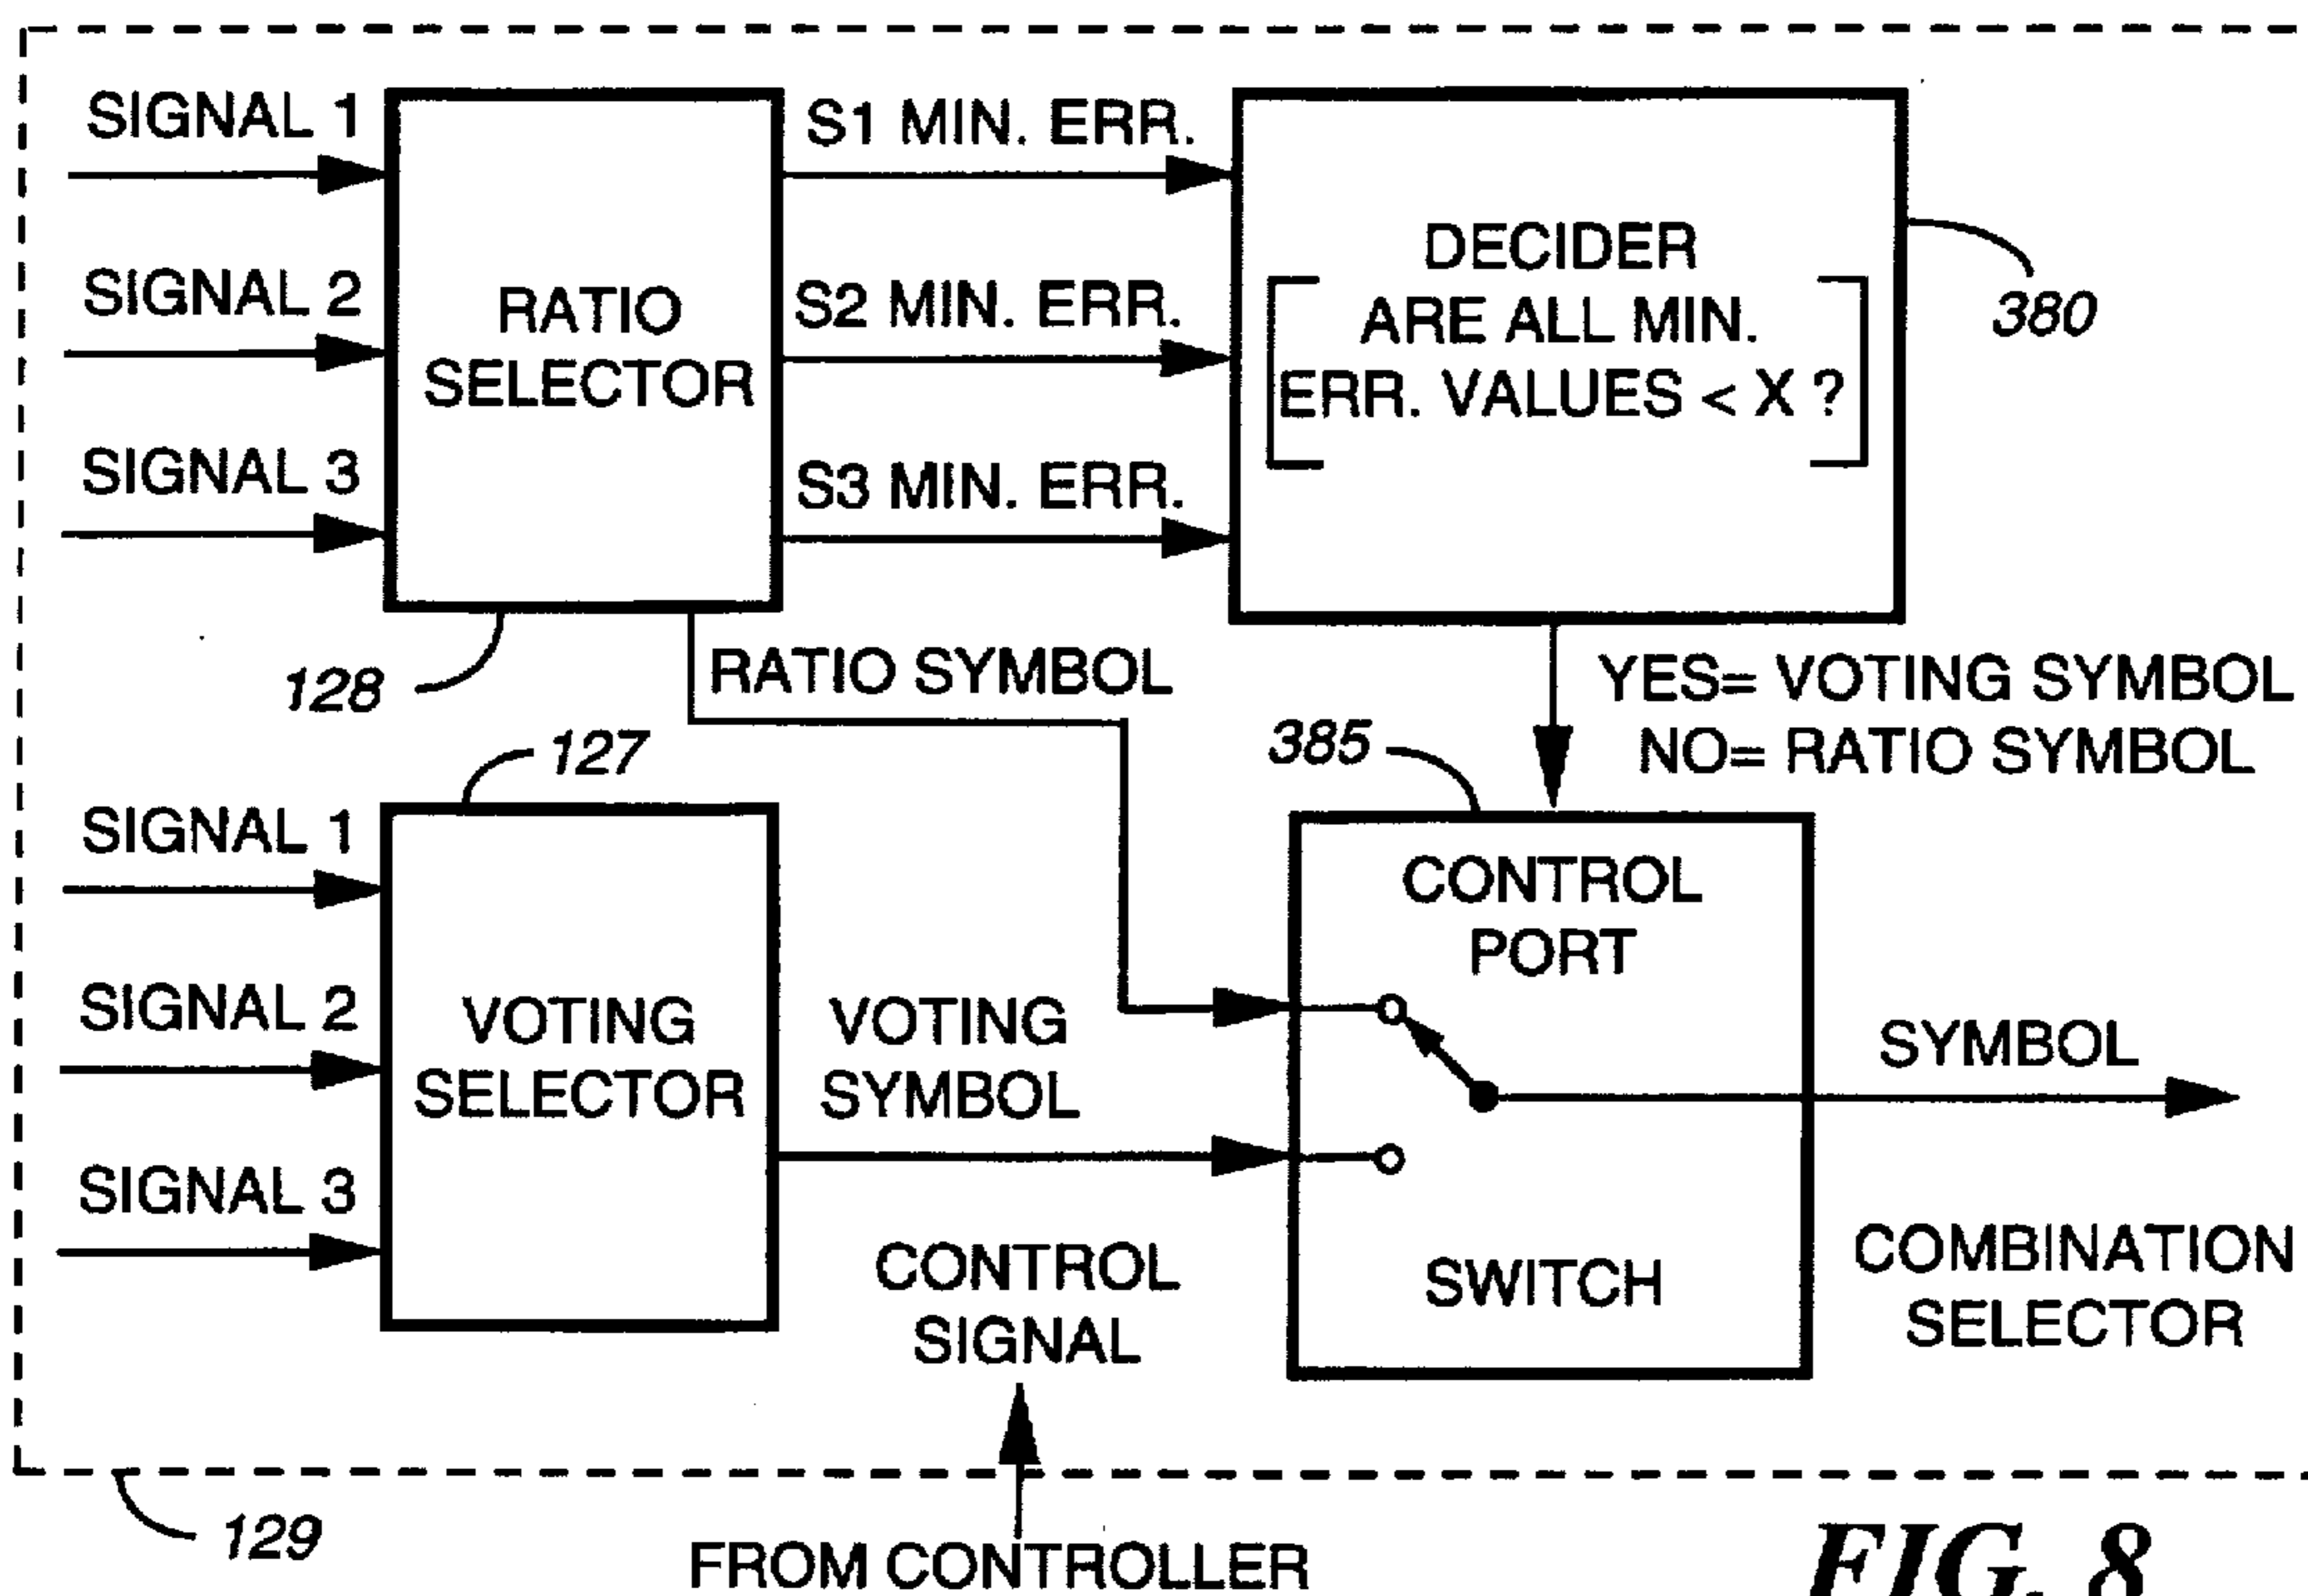 SIGNAL 1
SIGNAL 2
SIGNAL 3
RATIO
SELECTOR
128
S1 MIN. ERR.
S2 MIN. ERR.
S3 MIN. ERR.
DECIDER
ARE ALL MIN.
ERR. VALUES < X ?
380
RATIO SYMBOL
YES= VOTING SYMBOL
NO= RATIO SYMBOL
127
385
SIGNAL 1
SIGNAL 2
SIGNAL 3
VOTING
SELECTOR
VOTING
SYMBOL
CONTROL
PORT
SWITCH
SYMBOL
COMBINATION
SELECTOR
CONTROL
SIGNAL
129
FROM CONTROLLER
FIG. 8